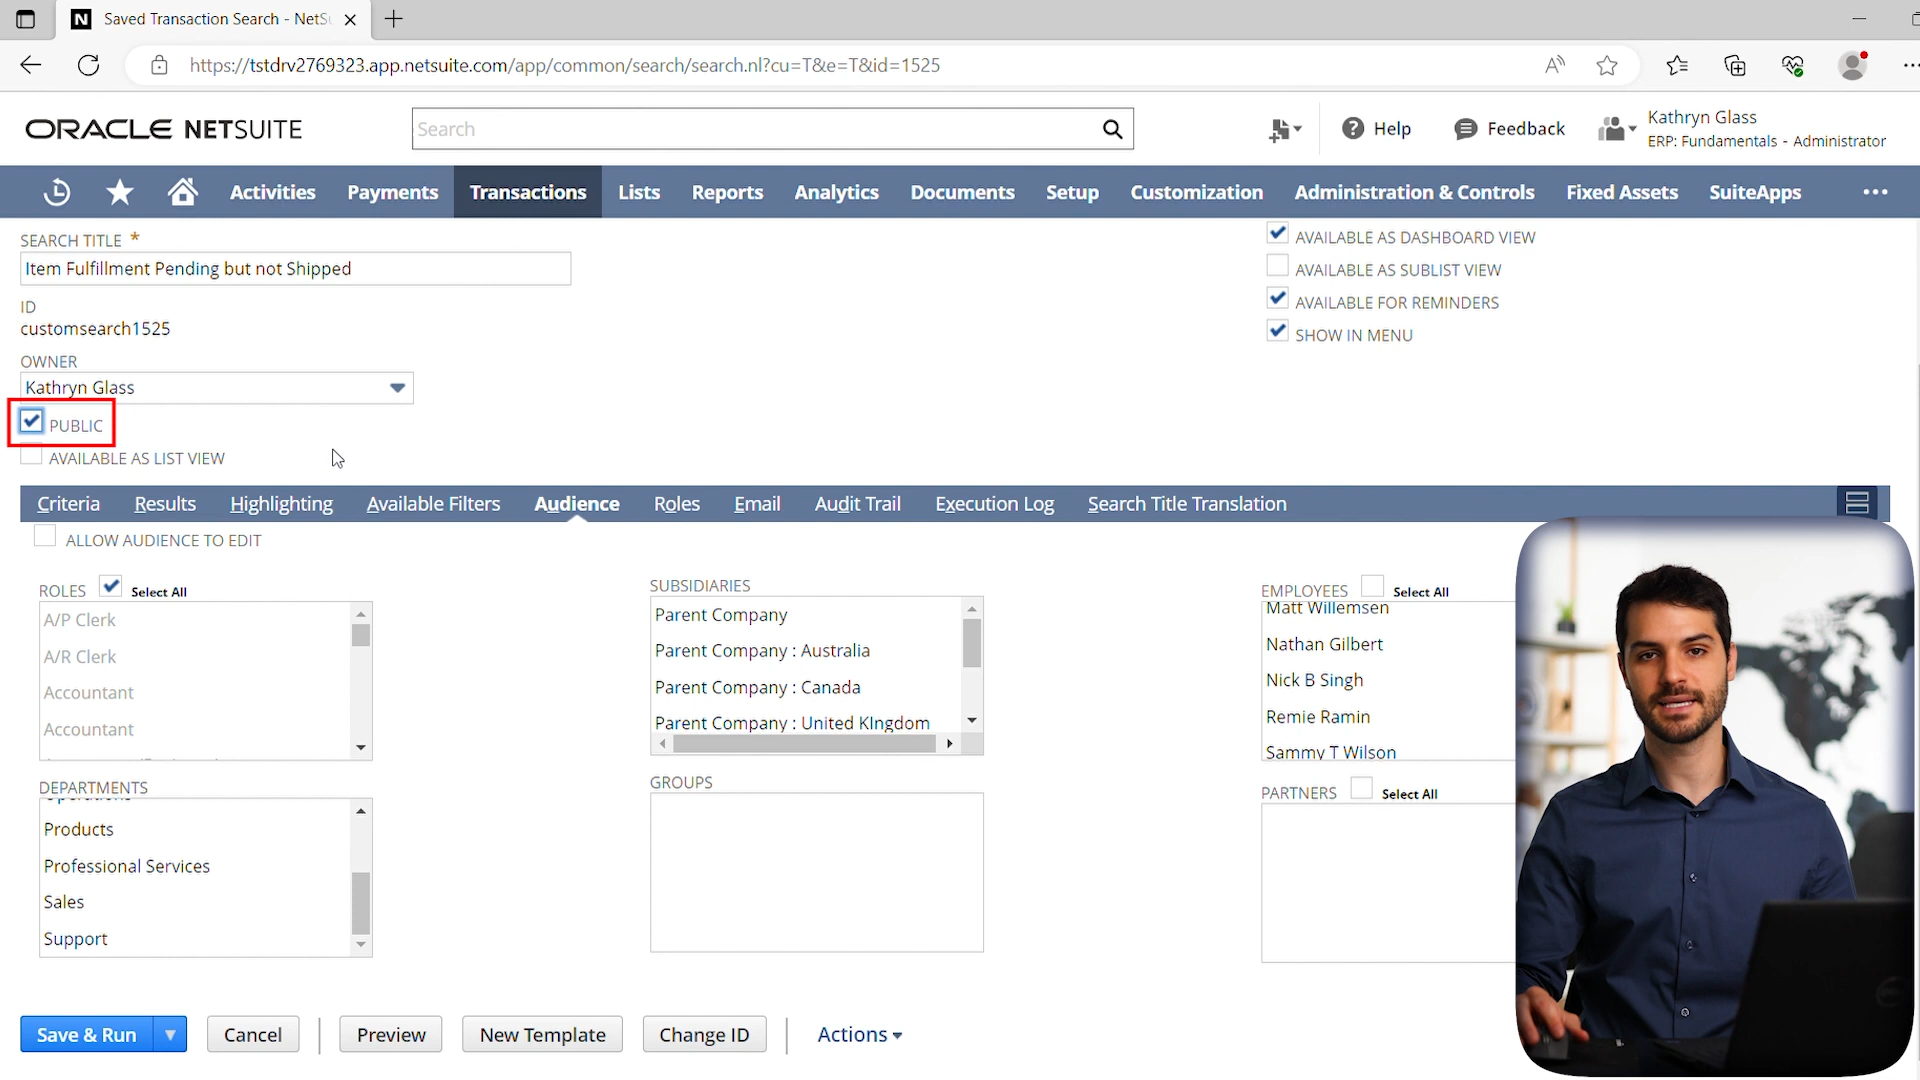 Saved Transaction Search - NetSu
https://tstdrv2769323.app.netsuite.com/app/common/search/search.nl?cu=T&e=T&id=1525
ORACLE NETSUITE
Search
Help
Feedback
Kathryn Glass
ERP: Fundamentals - Administrator
Activities
Payments
Transactions
Lists
Reports
Analytics
Documents
Setup
Customization
Administration & Controls
Fixed Assets
SuiteApps
SEARCH TITLE *
Item Fulfillment Pending but not Shipped
ID
customsearch1525
OWNER
Kathryn Glass
PUBLIC
AVAILABLE AS LIST VIEW
AVAILABLE AS DASHBOARD VIEW
AVAILABLE AS SUBLIST VIEW
AVAILABLE FOR REMINDERS
SHOW IN MENU
Criteria
Results
Highlighting
Available Filters
Audience
Roles
Email
Audit Trail
Execution Log
Search Title Translation
ALLOW AUDIENCE TO EDIT
ROLES Select All
A/P Clerk
A/R Clerk
Accountant
Accountant
SUBSIDIARIES
Parent Company
Parent Company : Australia
Parent Company : Canada
Parent Company : United KIngdom
EMPLOYEES Select All
Matt Willemsen
Nathan Gilbert
Nick B Singh
Remie Ramin
Sammy T Wilson
DEPARTMENTS
Operations
Products
Professional Services
Sales
Support
GROUPS
PARTNERS Select All
Save & Run
Cancel
Preview
New Template
Change ID
Actions